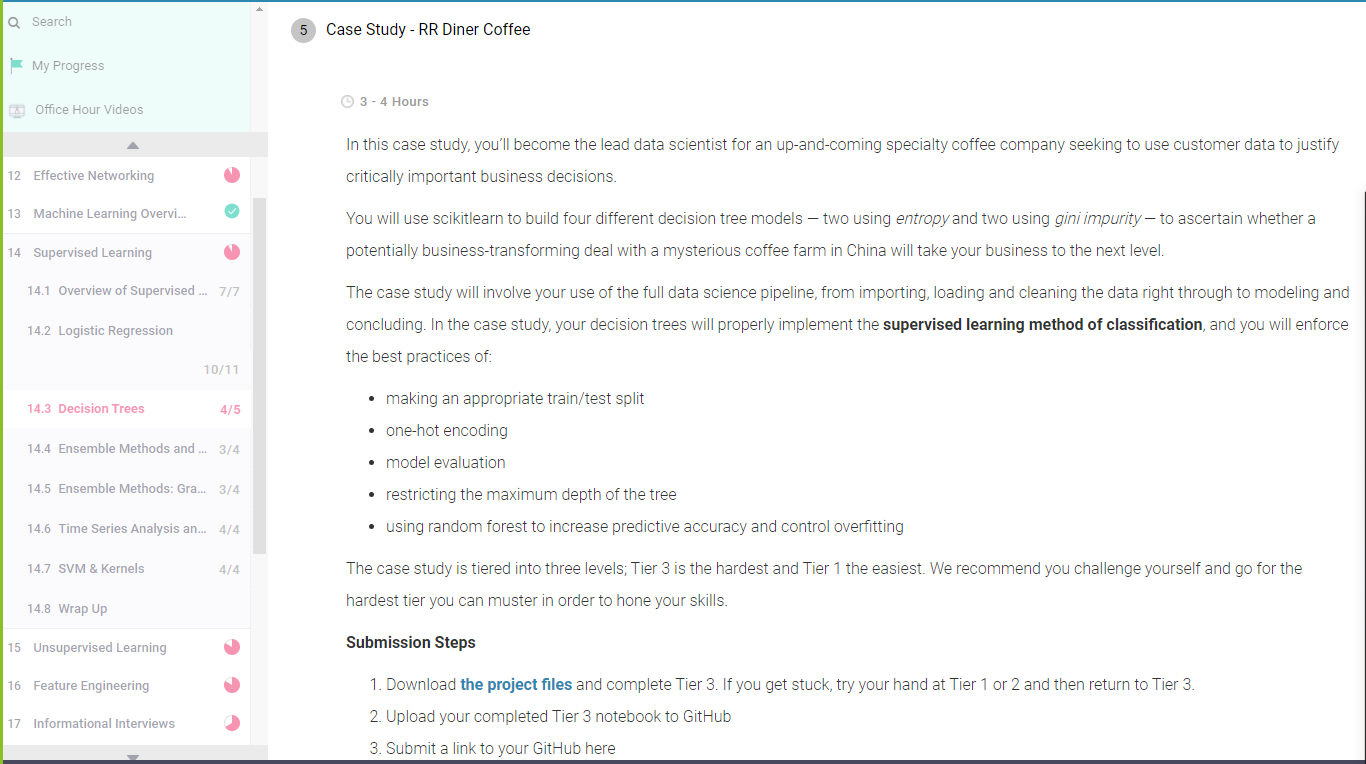 Search
My Progress
Office Hour Videos
12 Effective Networking
13 Machine Learning Overvi...
14 Supervised Learning
14.1 Overview of Supervised ... 7/7
14.2 Logistic Regression
10/11
14.3 Decision Trees 4/5
14.4 Ensemble Methods and ... 3/4
14.5 Ensemble Methods: Gra... 3/4
14.6 Time Series Analysis an... 4/4
14.7 SVM & Kernels 4/4
14.8 Wrap Up
15 Unsupervised Learning
16 Feature Engineering
17 Informational Interviews
5 Case Study - RR Diner Coffee
3 - 4 Hours
In this case study, you’ll become the lead data scientist for an up-and-coming specialty coffee company seeking to use customer data to justify
critically important business decisions.
You will use scikitlearn to build four different decision tree models — two using entropy and two using gini impurity — to ascertain whether a
potentially business-transforming deal with a mysterious coffee farm in China will take your business to the next level.
The case study will involve your use of the full data science pipeline, from importing, loading and cleaning the data right through to modeling and
concluding. In the case study, your decision trees will properly implement the supervised learning method of classification, and you will enforce
the best practices of:
• making an appropriate train/test split
• one-hot encoding
• model evaluation
• restricting the maximum depth of the tree
• using random forest to increase predictive accuracy and control overfitting
The case study is tiered into three levels; Tier 3 is the hardest and Tier 1 the easiest. We recommend you challenge yourself and go for the
hardest tier you can muster in order to hone your skills.
Submission Steps
1. Download the project files and complete Tier 3. If you get stuck, try your hand at Tier 1 or 2 and then return to Tier 3.
2. Upload your completed Tier 3 notebook to GitHub
3. Submit a link to your GitHub here